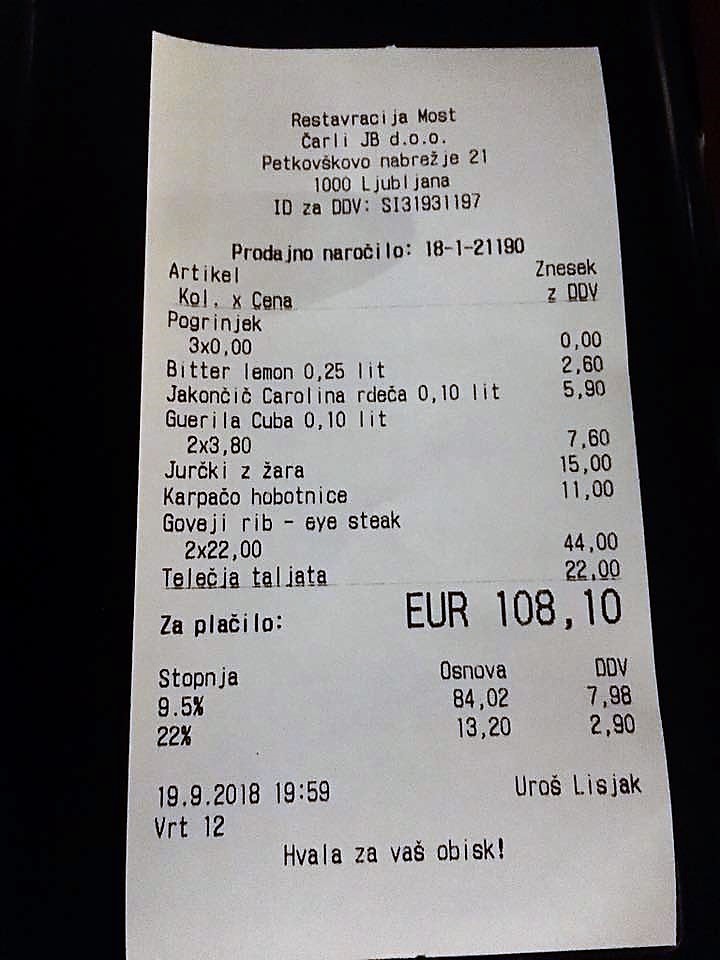 Restavracija Most
Čarli JB d.o.o.
Petkovškovo nabrežje 21
1000 Ljubljana
ID za DDV: SI31931197
Prodajno naročilo: 18-1-21190
Artikel Znesek
Kol. x Cena z DDV
Pogrinjek
3x0,00 0,00
Bitter lemon 0,25 lit 2,60
Jakončič Carolina rdeča 0,10 lit 5,90
Guerila Cuba 0,10 lit
2x3,80 7,60
Jurčki z žara 15,00
Karpačo hobotnice 11,00
Goveji rib - eye steak
2x22,00 44,00
Telečja taljata 22,00
Za plačilo: EUR 108,10
Stopnja Osnova DDV
9.5% 84,02 7,98
22% 13,20 2,90
19.9.2018 19:59 Uroš Lisjak
Vrt 12
Hvala za vaš obisk!